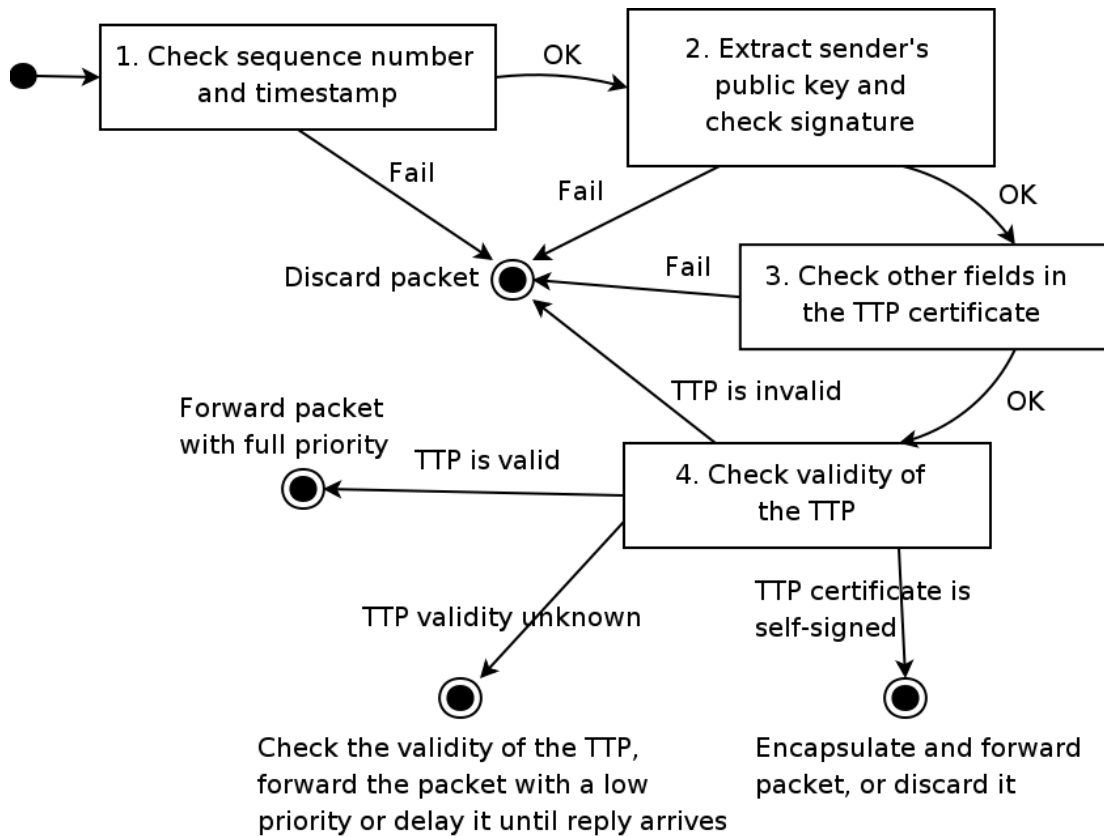 1. Check sequence number
and timestamp
OK
2. Extract sender's
public key and
check signature
Fail
Fail
OK
Discard packet
Fail
3. Check other fields in
the TTP certificate
TTP is invalid
OK
Forward packet
with full priority
TTP is valid
4. Check validity of
the TTP
TTP validity unknown
TTP certificate is
self-signed
Check the validity of the TTP,
forward the packet with a low
priority or delay it until reply arrives
Encapsulate and forward
packet, or discard it